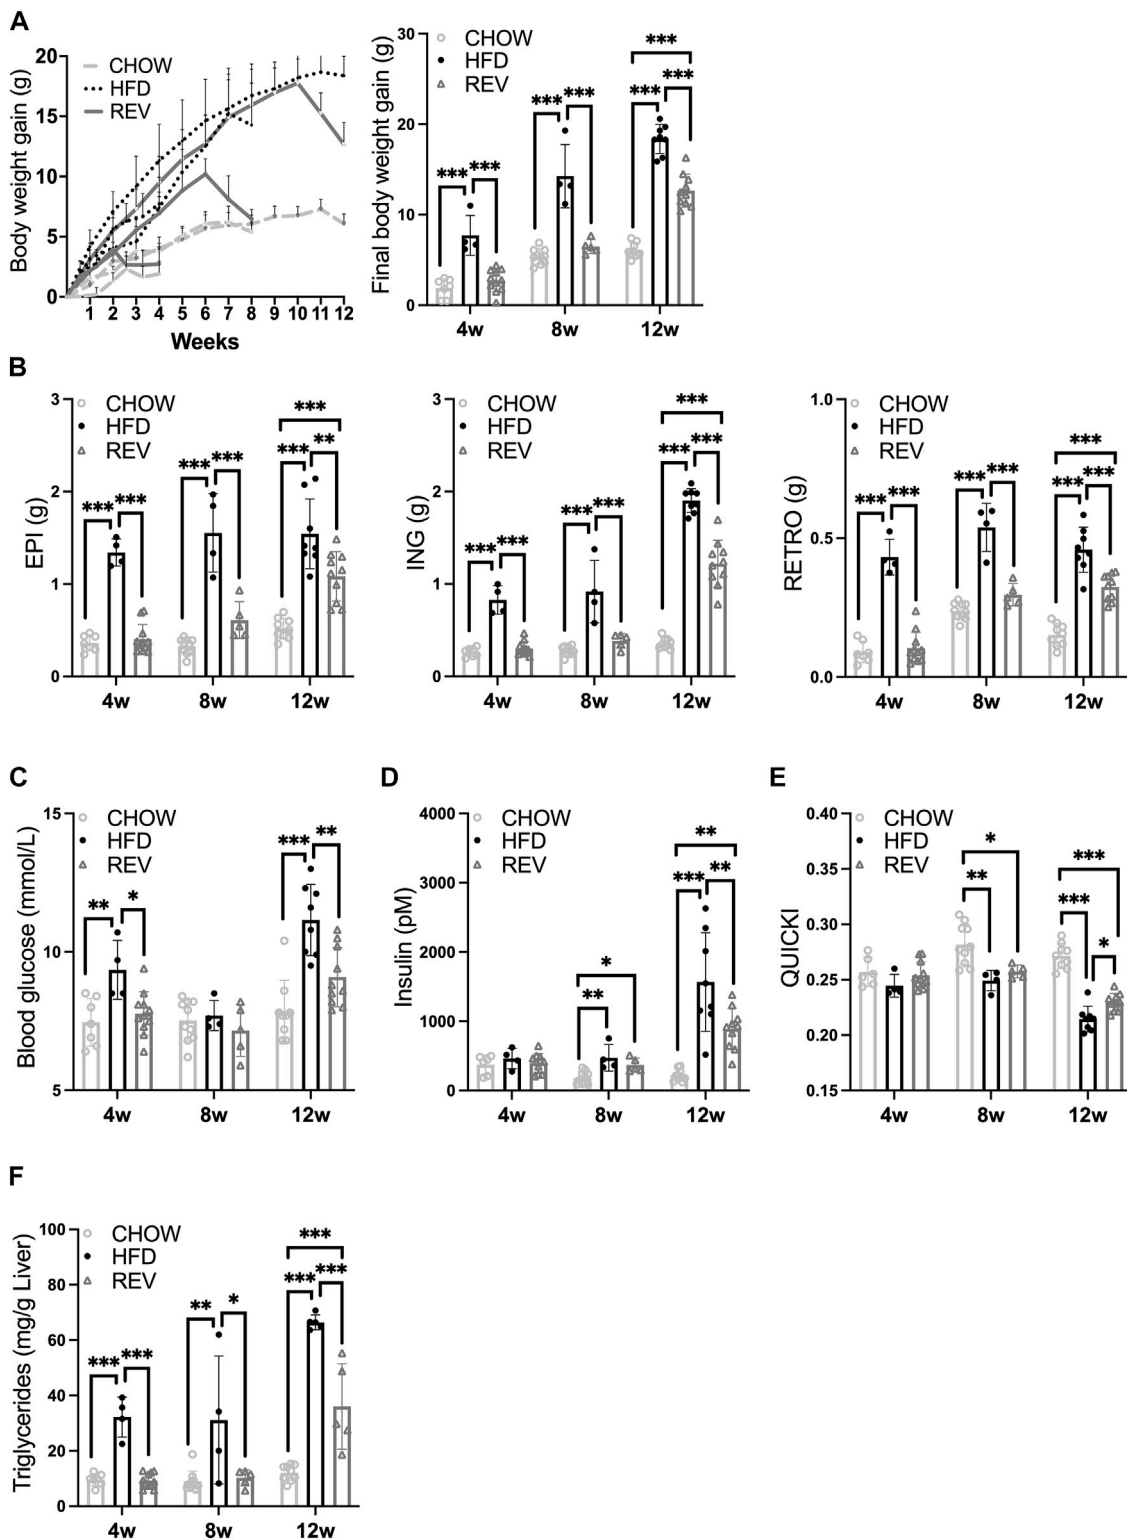 A
20
15
10
5
0
Body weight gain (g)
CHOW
HFD
REV
1 2 3 4 5 6 7 8 9 10 11 12
Weeks
30
20
10
0
Final body weight gain (g)
CHOW
HFD
REV
*** *** *** *** *** *** ***
4w 8w 12w
B
3
2
1
0
EPI (g)
CHOW
HFD
REV
*** *** *** *** *** ** ***
4w 8w 12w
3
2
1
0
ING (g)
CHOW
HFD
REV
*** *** *** *** *** *** ***
4w 8w 12w
1.0
0.5
0.0
RETRO (g)
CHOW
HFD
REV
*** *** *** *** *** *** ***
4w 8w 12w
C
15
10
5
Blood glucose (mmol/L)
CHOW
HFD
REV
** * *** **
4w 8w 12w
D
4000
3000
2000
1000
0
Insulin (pM)
CHOW
HFD
REV
** * *** ** **
4w 8w 12w
E
0.40
0.35
0.30
0.25
0.20
0.15
QUICKI
CHOW
HFD
REV
** * *** * ***
4w 8w 12w
F
100
80
60
40
20
0
Triglycerides (mg/g Liver)
CHOW
HFD
REV
*** *** ** * *** *** ***
4w 8w 12w